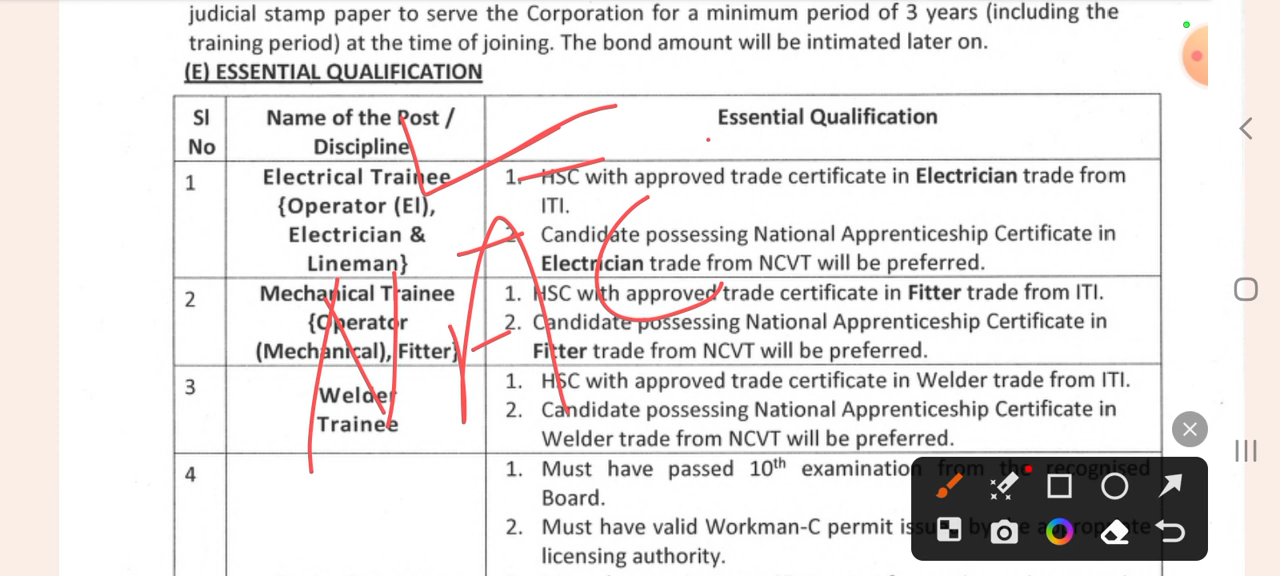 judicial stamp paper to serve the Corporation for a minimum period of 3 years (including the
training period) at the time of joining. The bond amount will be intimated later on.
(E) ESSENTIAL QUALIFICATION
Sl No
Name of the Post / Discipline
Essential Qualification
1
Electrical Trainee
{Operator (El),
Electrician &
Lineman}
1. HSC with approved trade certificate in Electrician trade from
ITI.
2. Candidate possessing National Apprenticeship Certificate in
Electrician trade from NCVT will be preferred.
2
Mechanical Trainee
{Operator
(Mechanical), Fitter}
1. HSC with approved trade certificate in Fitter trade from ITI.
2. Candidate possessing National Apprenticeship Certificate in
Fitter trade from NCVT will be preferred.
3
Welder
Trainee
1. HSC with approved trade certificate in Welder trade from ITI.
2. Candidate possessing National Apprenticeship Certificate in
Welder trade from NCVT will be preferred.
4
1. Must have passed 10th examination from the recognised
Board.
2. Must have valid Workman-C permit issued by the appropriate
licensing authority.